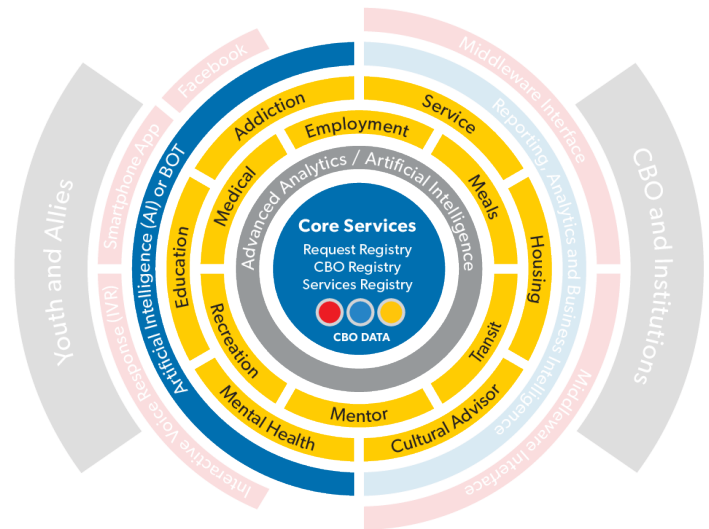 Facebook
Smartphone App
Interactive Voice Response (IVR)
Youth and Allies
Artificial Intelligence (AI) or BOT
Middleware Interface
Reporting, Analytics and Business Intelligence
Middleware Interface
CBO and Institutions
Addiction
Service
Housing
Cultural Advisor
Mental Health
Education
Employment
Meals
Transit
Mentor
Recreation
Medical
Advanced Analytics / Artificial Intelligence
Core Services
Request Registry
CBO Registry
Services Registry
CBO DATA